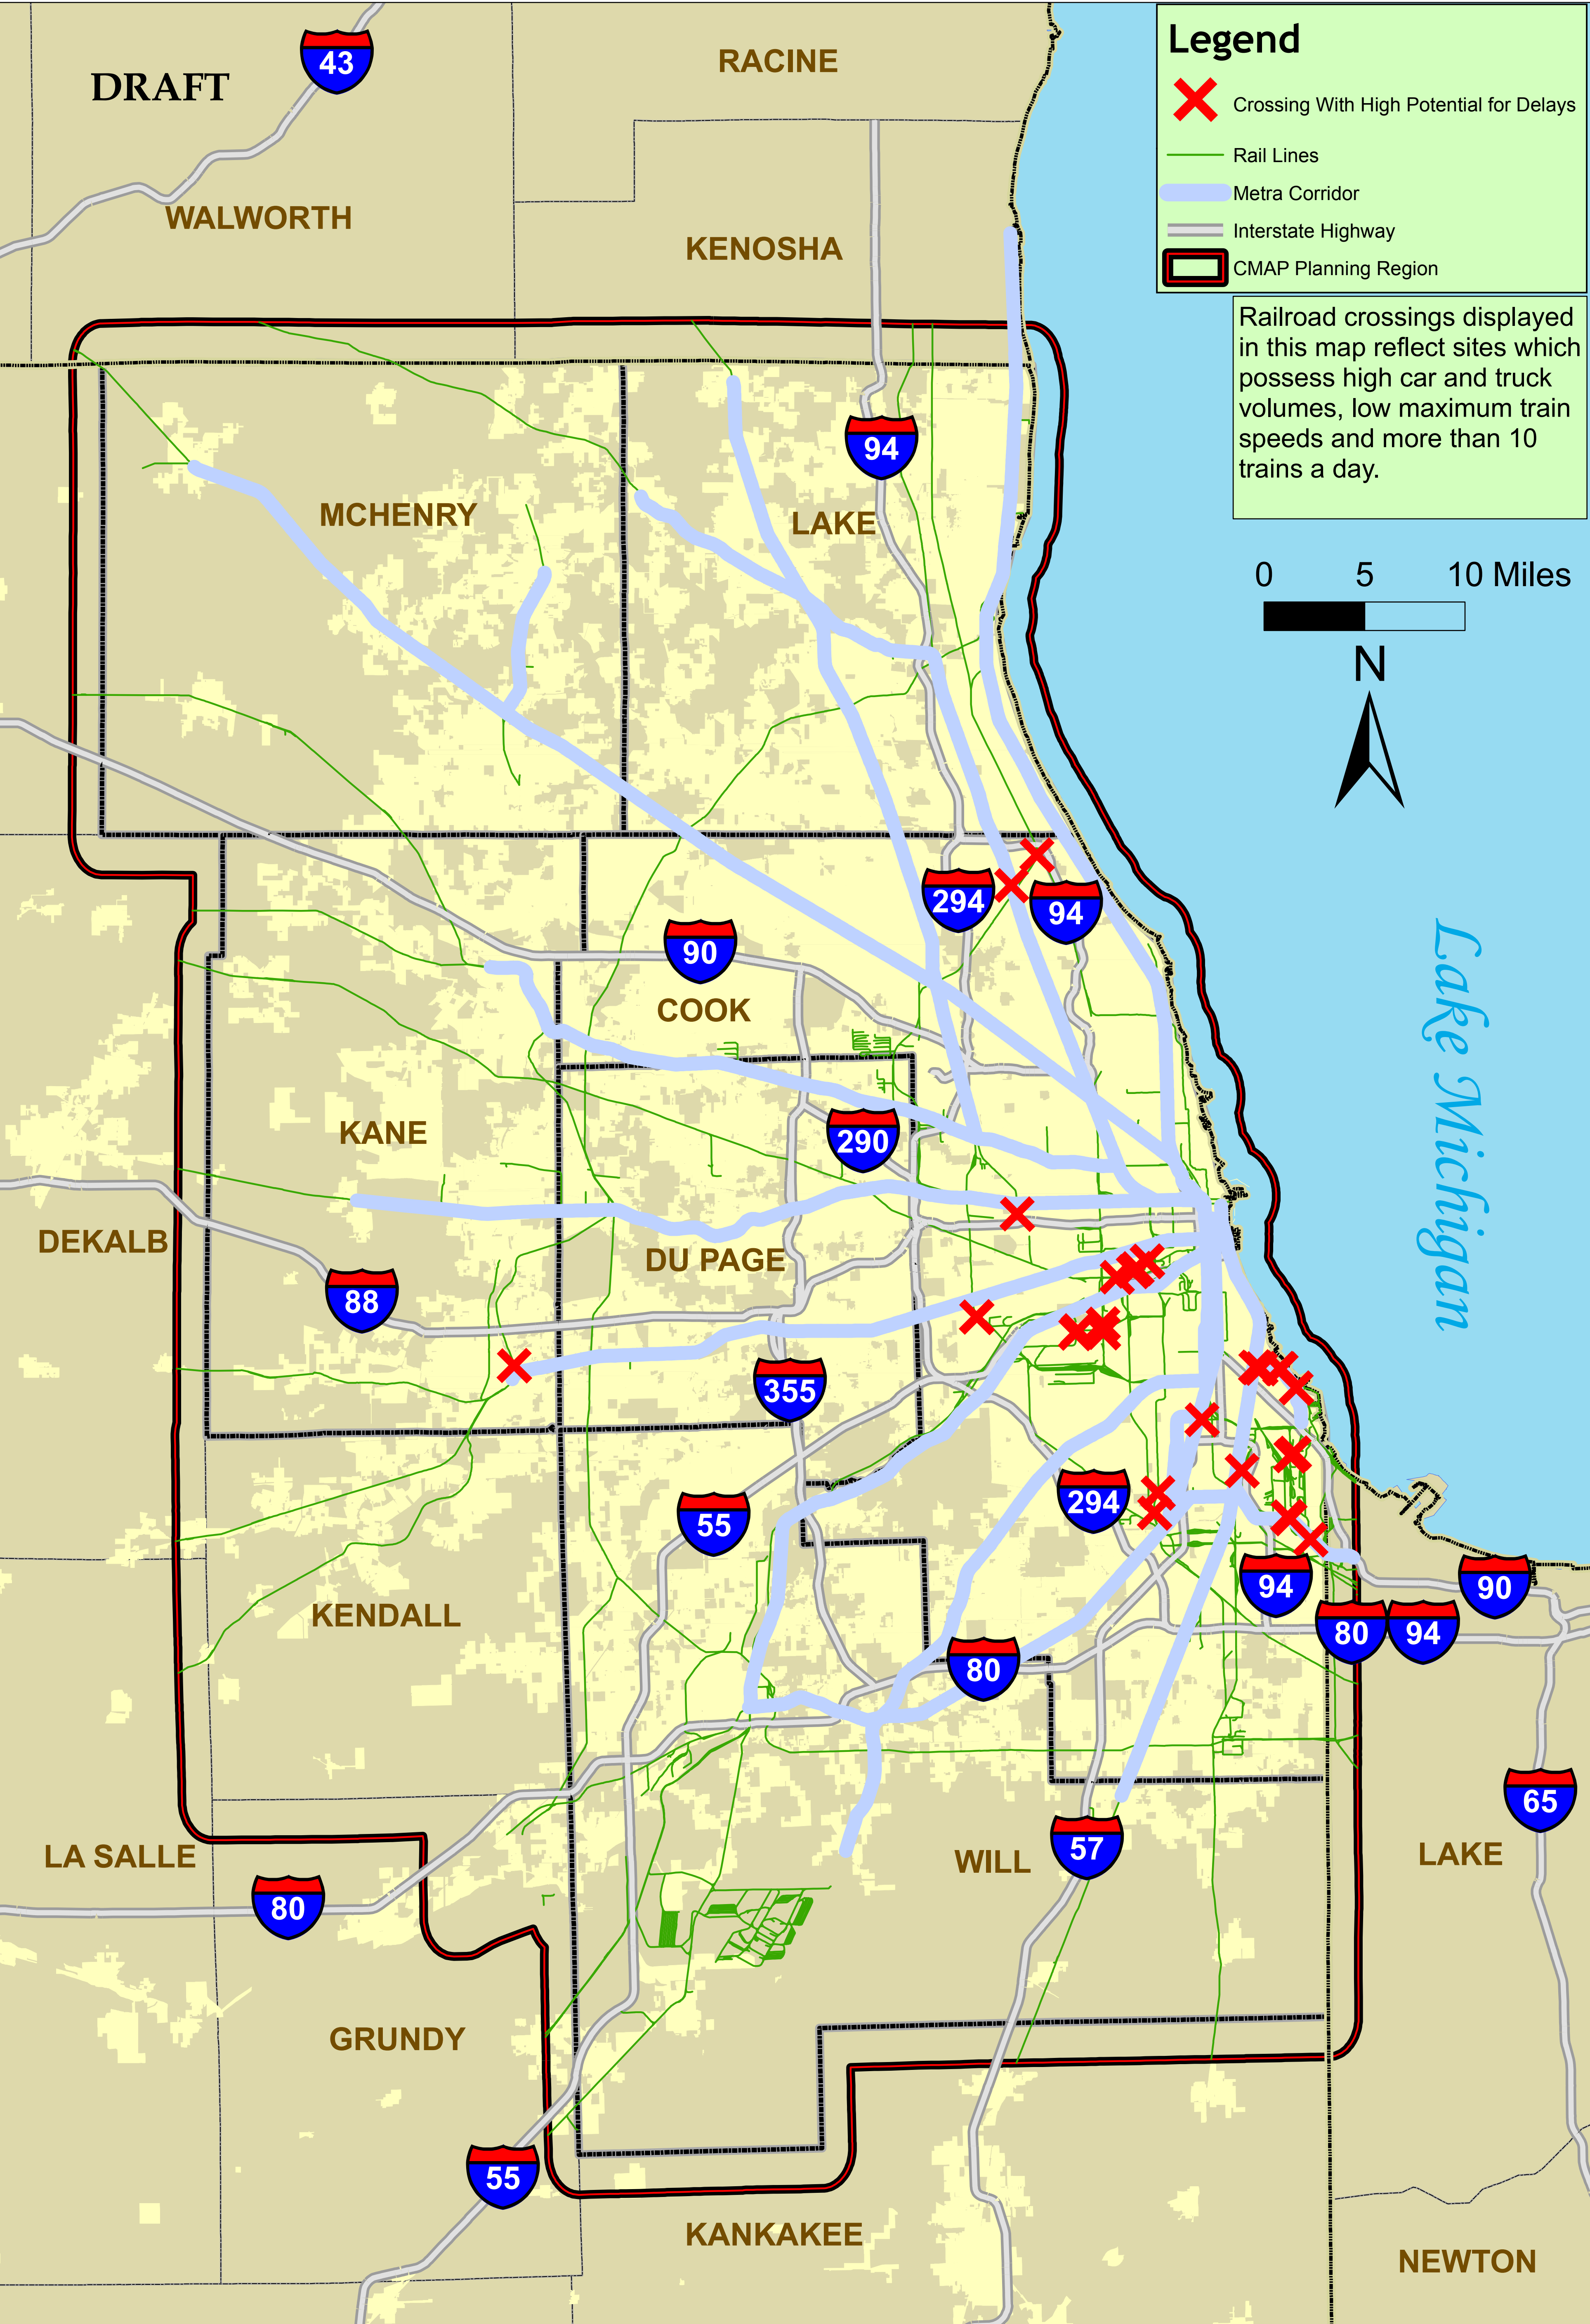 Legend
Crossing With High Potential for Delays
Rail Lines
Metra Corridor
Interstate Highway
CMAP Planning Region
Railroad crossings displayed
in this map reflect sites which
possess high car and truck
volumes, low maximum train
speeds and more than 10
trains a day.
0 5 10 Miles
N
DRAFT
43
RACINE
WALWORTH
KENOSHA
94
MCHENRY
LAKE
294
94
90
COOK
Lake Michigan
KANE
290
DEKALB
DU PAGE
88
355
294
55
94
90
KENDALL
80
94
80
65
57
LA SALLE
WILL
LAKE
80
GRUNDY
55
KANKAKEE
NEWTON